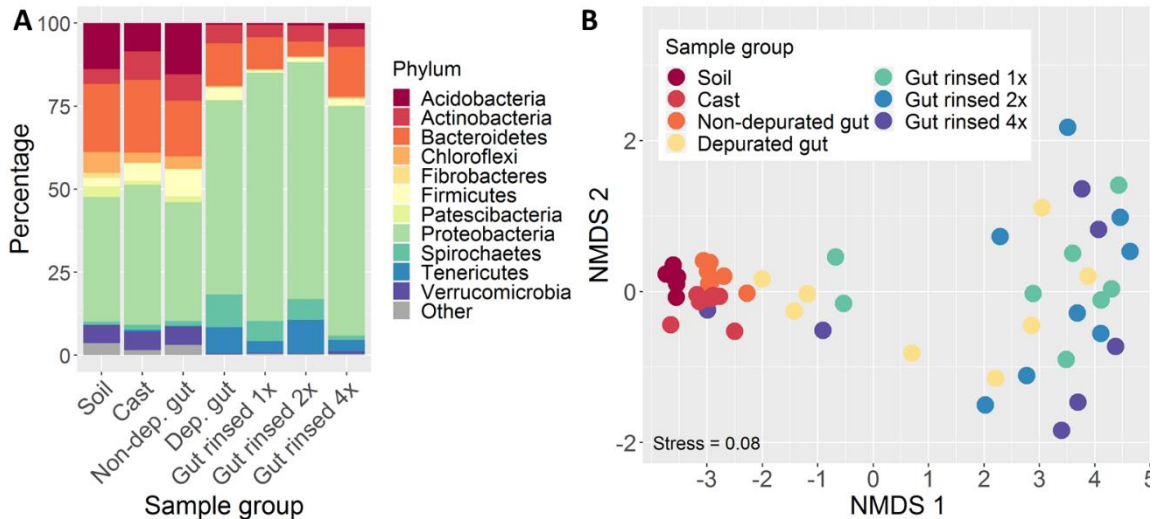 A
100
75
50
25
0
Percentage
Soil
Cast
Non-dep. gut
Dep. gut
Gut rinsed 1x
Gut rinsed 2x
Gut rinsed 4x
Sample group
Phylum
Acidobacteria
Actinobacteria
Bacteroidetes
Chloroflexi
Fibrobacteres
Firmicutes
Patescibacteria
Proteobacteria
Spirochaetes
Tenericutes
Verrucomicrobia
Other
B
Sample group
Soil
Cast
Non-depurated gut
Depurated gut
Gut rinsed 1x
Gut rinsed 2x
Gut rinsed 4x
2
0
-2
NMDS 2
Stress = 0.08
-3 -2 -1 0 1 2 3 4 5
NMDS 1